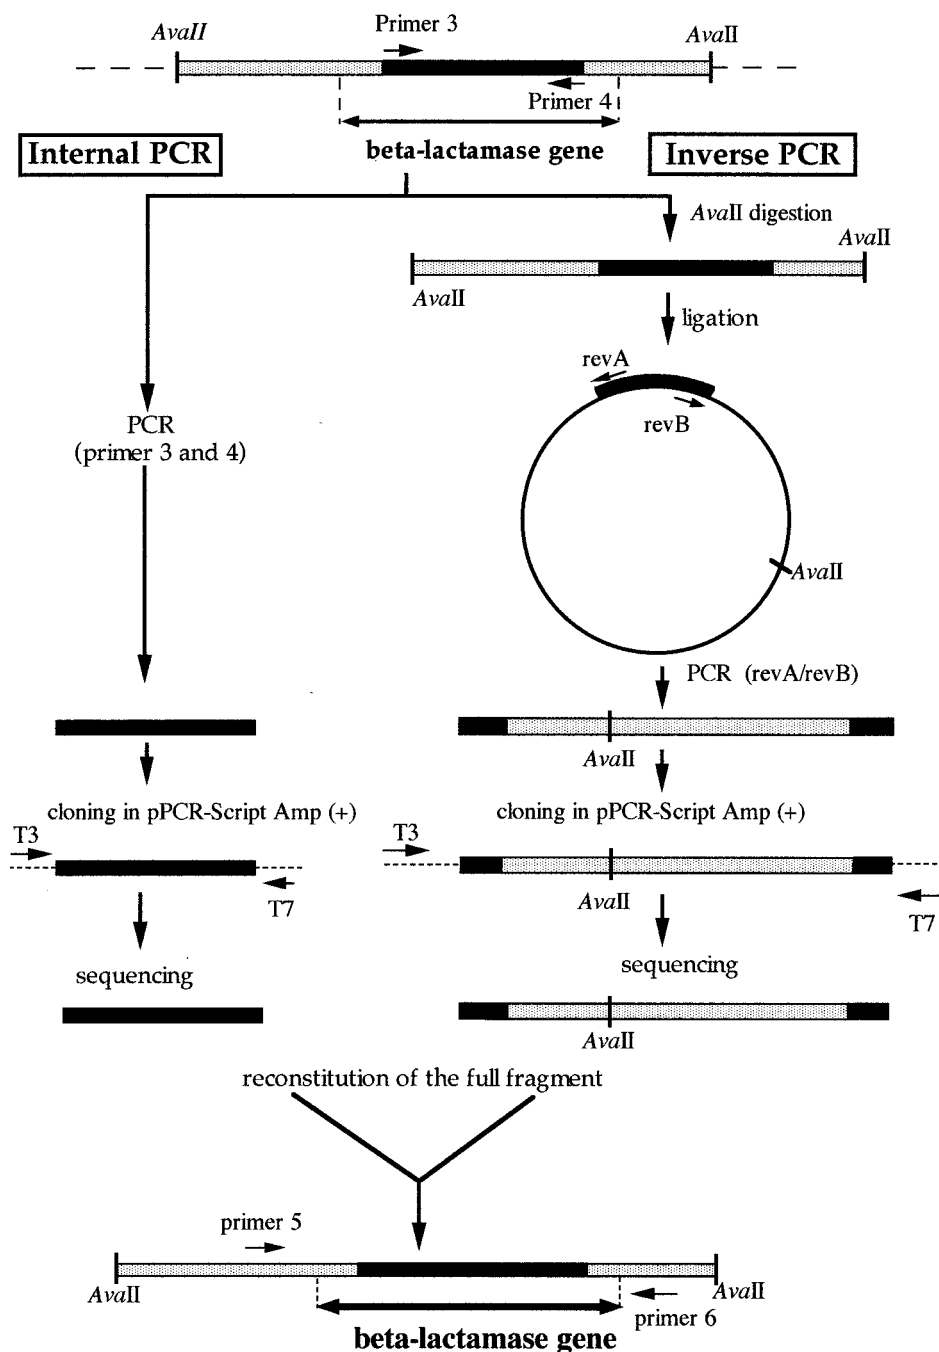 Primer 3
AvaII
AvaII
Primer 4
Internal PCR
beta-lactamase gene
Inverse PCR
AvaII digestion
AvaII
AvaII
ligation
revA
revB
PCR
(primer 3 and 4)
AvaII
PCR (revA/revB)
AvaII
cloning in pPCR-Script Amp (+)
cloning in pPCR-Script Amp (+)
T3
T3
T7
AvaII
T7
sequencing
sequencing
AvaII
reconstitution of the full fragment
primer 5
AvaII
AvaII
primer 6
beta-lactamase gene